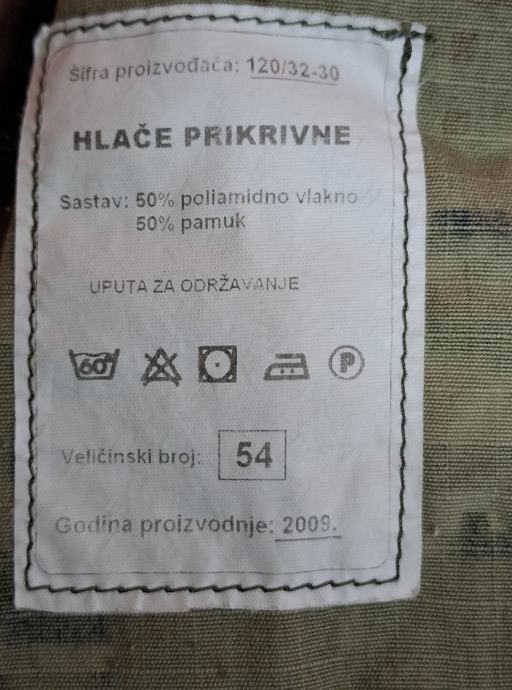 Šifra proizvođača: 120/32-30
HLAČE PRIKRIVNE
Sastav: 50% poliamidno vlakno
50% pamuk
UPUTA ZA ODRŽAVANJE
60° P
Veličinski broj: 54
Godina proizvodnje: 2009.